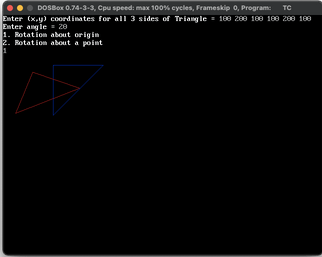 DOSBox 0.74-3-3, Cpu speed: max 100% cycles, Frameskip 0, Program: TC
Enter (x,y) coordinates for all 3 sides of Triangle = 100 200 100 100 200 100
Enter angle = 20
1. Rotation about origin
2. Rotation about a point
1